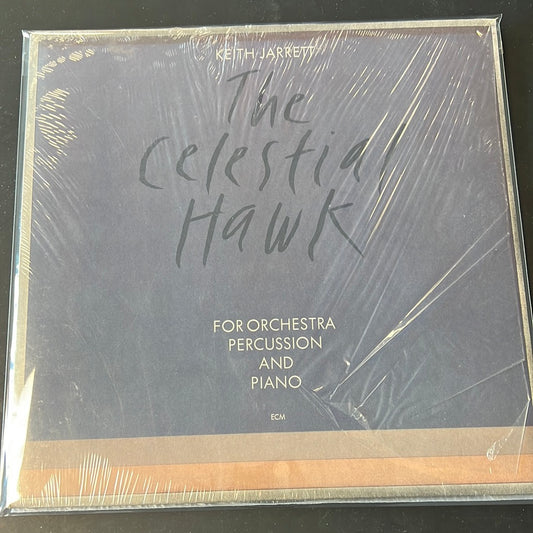 KEITH JARRETT
The
Celestial
Hawk
FOR ORCHESTRA
PERCUSSION
AND
PIANO
ECM